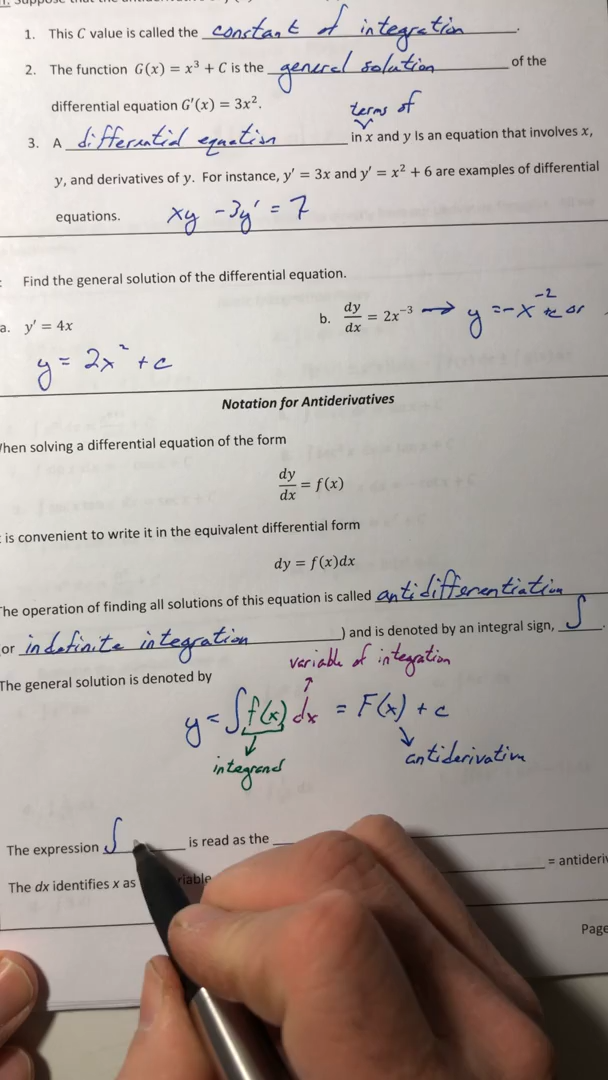 1. This C value is called the constant of integration.
2. The function G(x) = x³ + C is the general solution of the
differential equation G'(x) = 3x².
terms of
3. A differential equation in x and y Is an equation that involves x,
y, and derivatives of y. For instance, y' = 3x and y' = x² + 6 are examples of differential
equations. xy - 3y' = 7
: Find the general solution of the differential equation.
a. y' = 4x b. dy/dx = 2x⁻³ → y = -x⁻² + c or
y = 2x² + c
Notation for Antiderivatives
hen solving a differential equation of the form
dy/dx = f(x)
is convenient to write it in the equivalent differential form
dy = f(x)dx
The operation of finding all solutions of this equation is called antidifferentiation
or indefinite integration ) and is denoted by an integral sign, ∫.
The general solution is denoted by variable of integration
↑
y = ∫f(x) dx = F(x) + c
integrand antiderivative
The expression ∫ is read as the
= antideriv
The dx identifies x as riable
Page